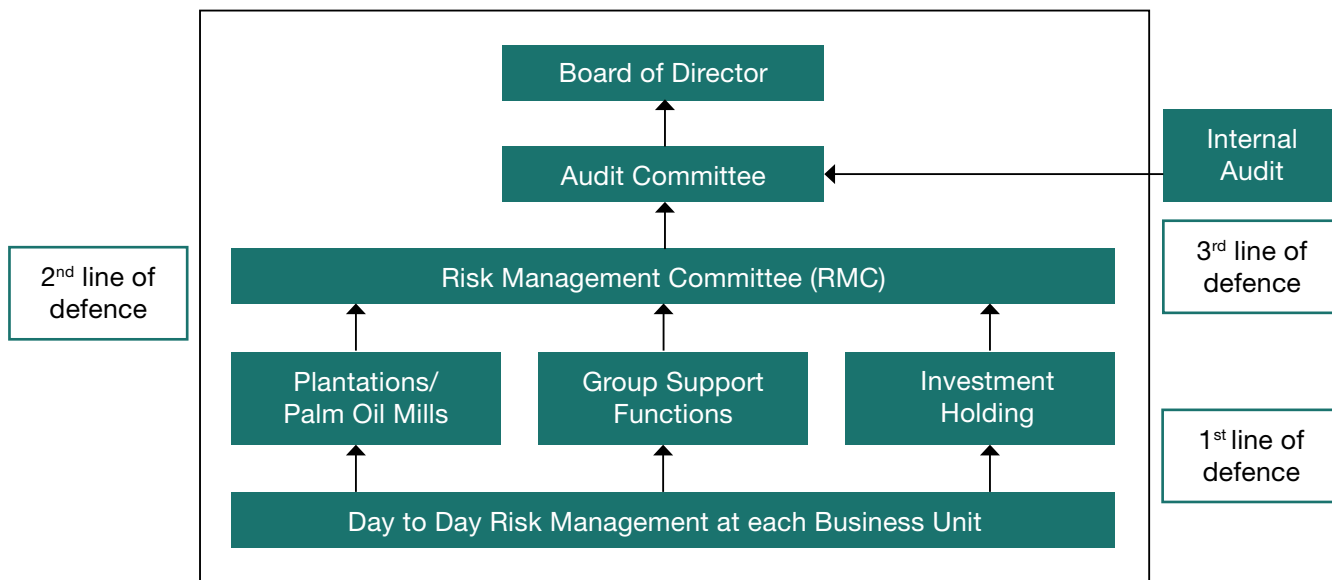 Board of Director
Audit Committee
Internal
Audit
2nd line of
defence
Risk Management Committee (RMC)
3rd line of
defence
Plantations/
Palm Oil Mills
Group Support
Functions
Investment
Holding
1st line of
defence
Day to Day Risk Management at each Business Unit